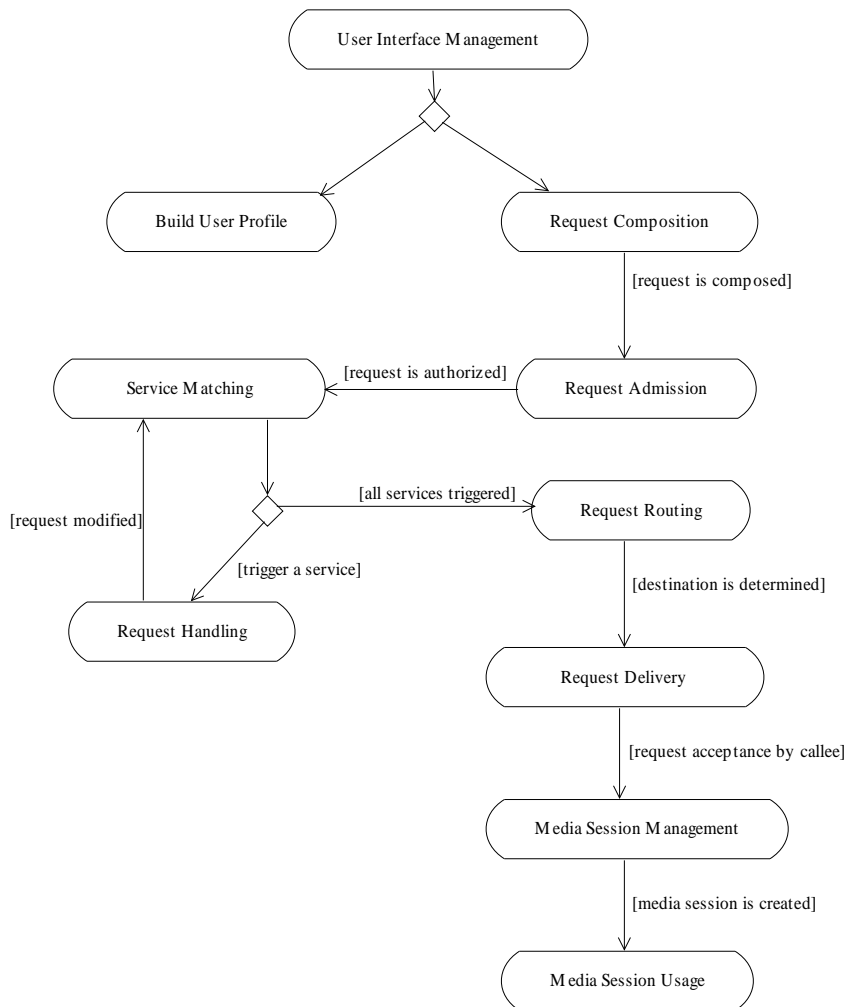 User Interface Management
Build User Profile
Request Composition
[request is composed]
Service Matching
[request is authorized]
Request Admission
[request modified]
[all services triggered]
Request Routing
[trigger a service]
[destination is determined]
Request Handling
Request Delivery
[request acceptance by callee]
Media Session Management
[media session is created]
Media Session Usage